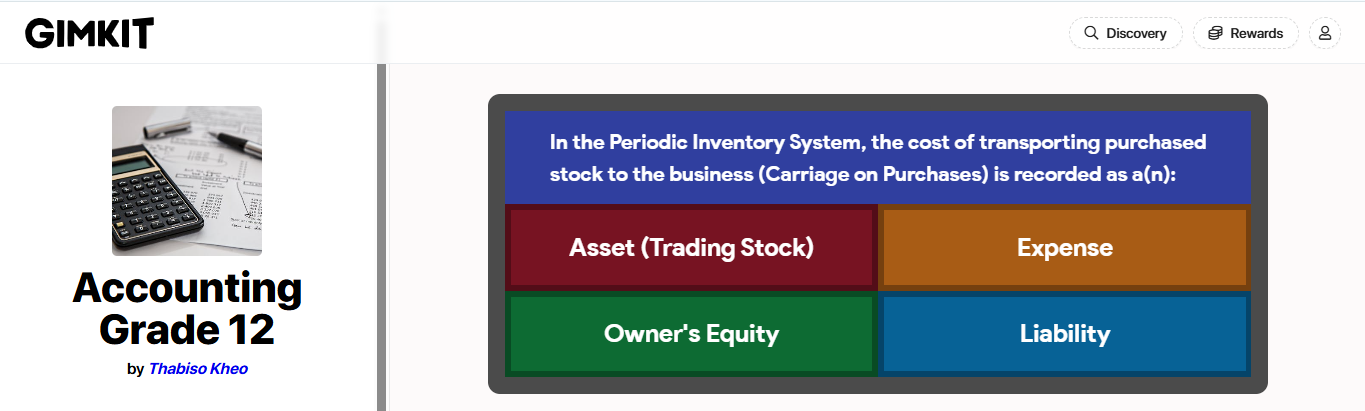 GIMKIT
Discovery
Rewards
Accounting
Grade 12
by Thabiso Kheo
In the Periodic Inventory System, the cost of transporting purchased
stock to the business (Carriage on Purchases) is recorded as a(n):
Asset (Trading Stock)
Expense
Owner's Equity
Liability